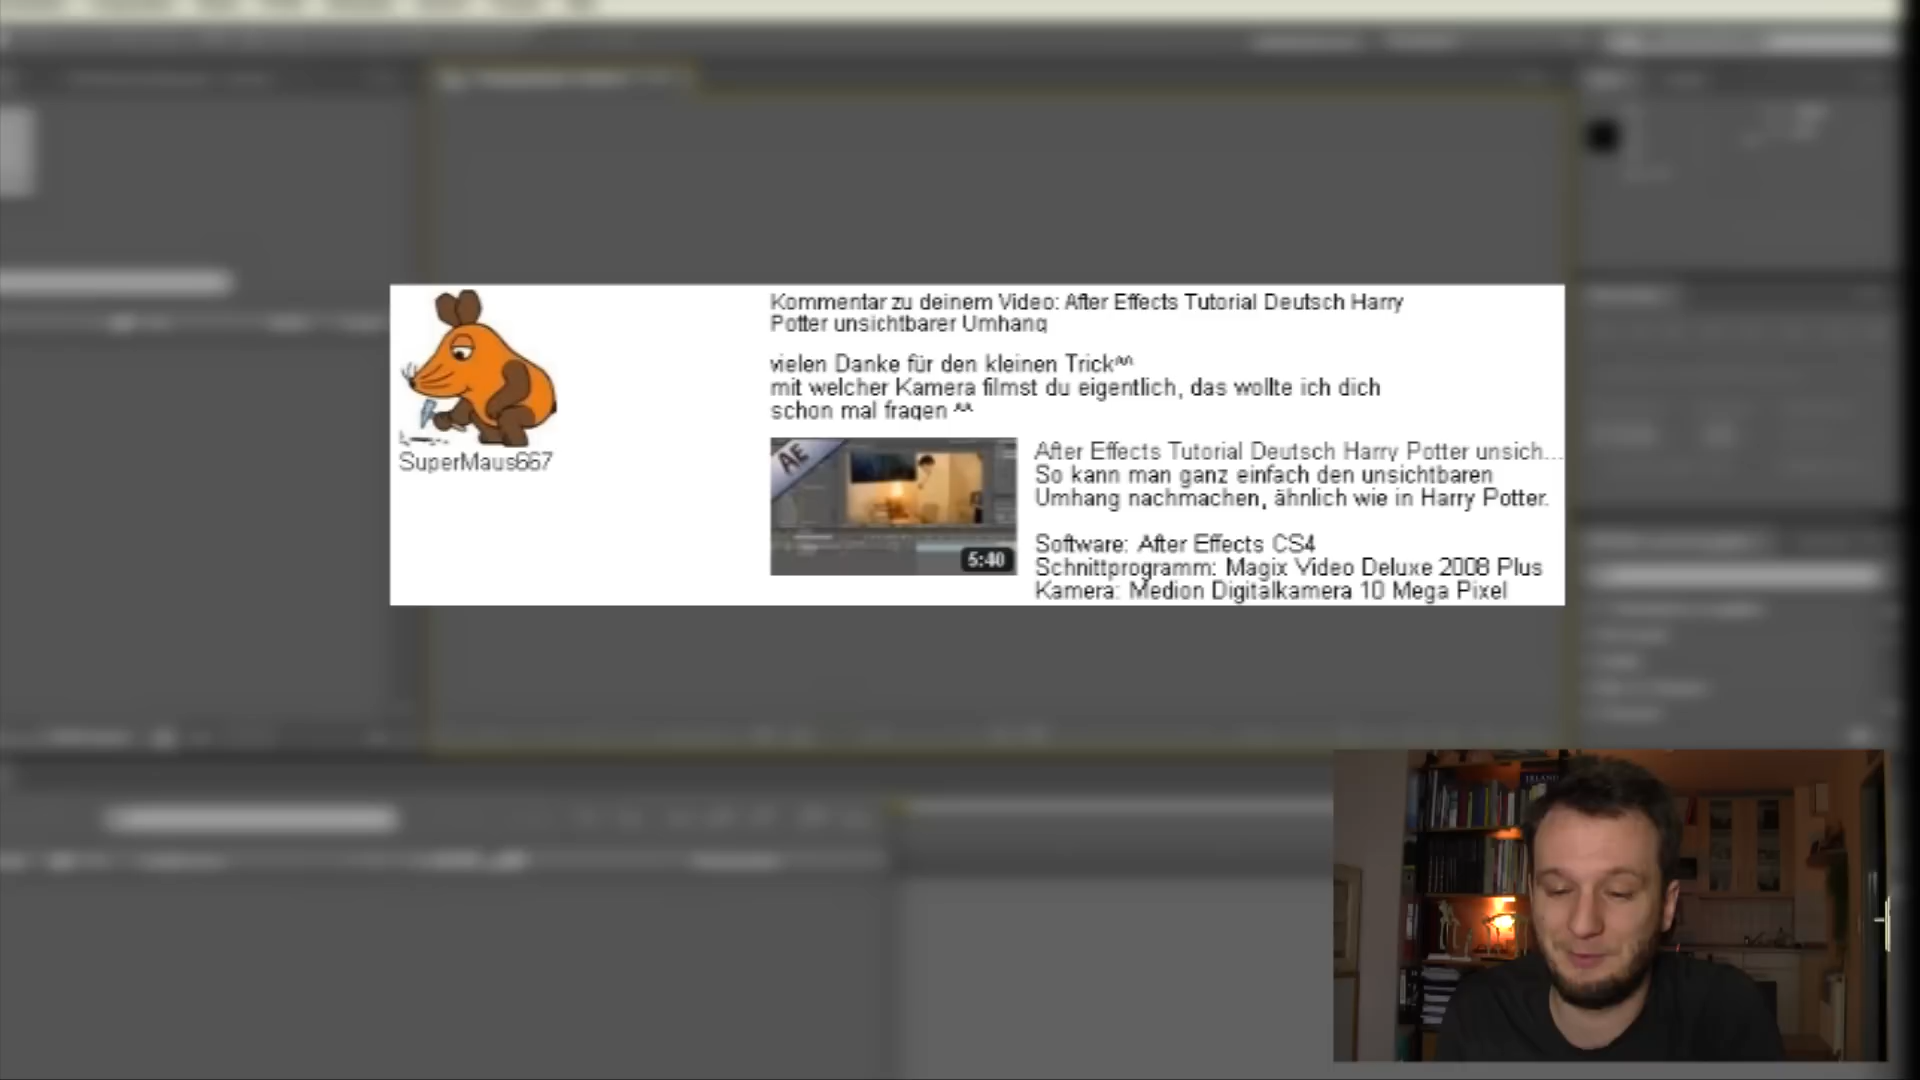 Kommentar zu deinem Video: After Effects Tutorial Deutsch Harry
Potter unsichtbarer Umhang
vielen Danke für den kleinen Trick^^
mit welcher Kamera filmst du eigentlich, das wollte ich dich
schon mal fragen ^^
SuperMaus667
AE
5:40
After Effects Tutorial Deutsch Harry Potter unsich...
So kann man ganz einfach den unsichtbaren
Umhang nachmachen, ähnlich wie in Harry Potter.
Software: After Effects CS4
Schnittprogramm: Magix Video Deluxe 2008 Plus
Kamera: Medion Digitalkamera 10 Mega Pixel
IRLAND